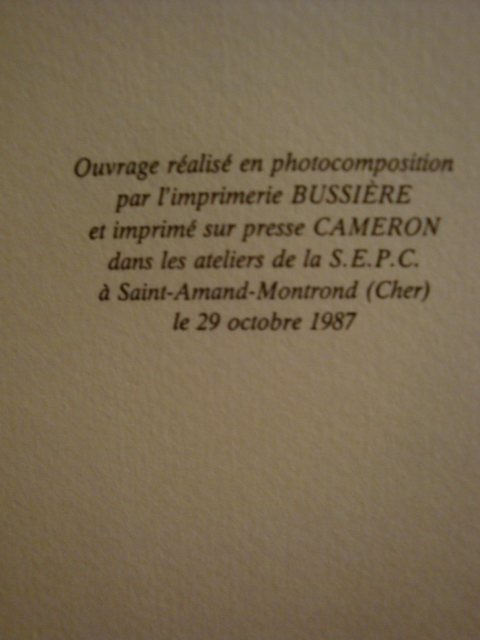 Ouvrage réalisé en photocomposition
par l'imprimerie BUSSIÈRE
et imprimé sur presse CAMERON
dans les ateliers de la S.E.P.C.
à Saint-Amand-Montrond (Cher)
le 29 octobre 1987